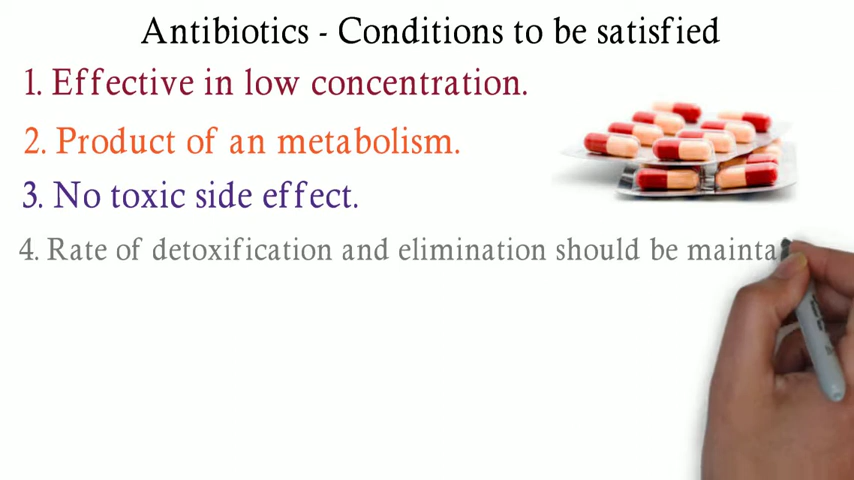 Antibiotics - Conditions to be satisfied
1. Effective in low concentration.
2. Product of an metabolism.
3. No toxic side effect.
4. Rate of detoxification and elimination should be mainta